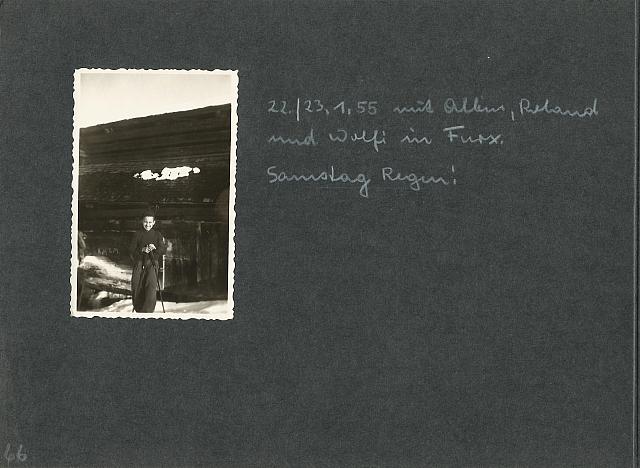 22./23.1.55 mit Albin, Roland
und Wolfi in Furx.
Samstag Regen!
66